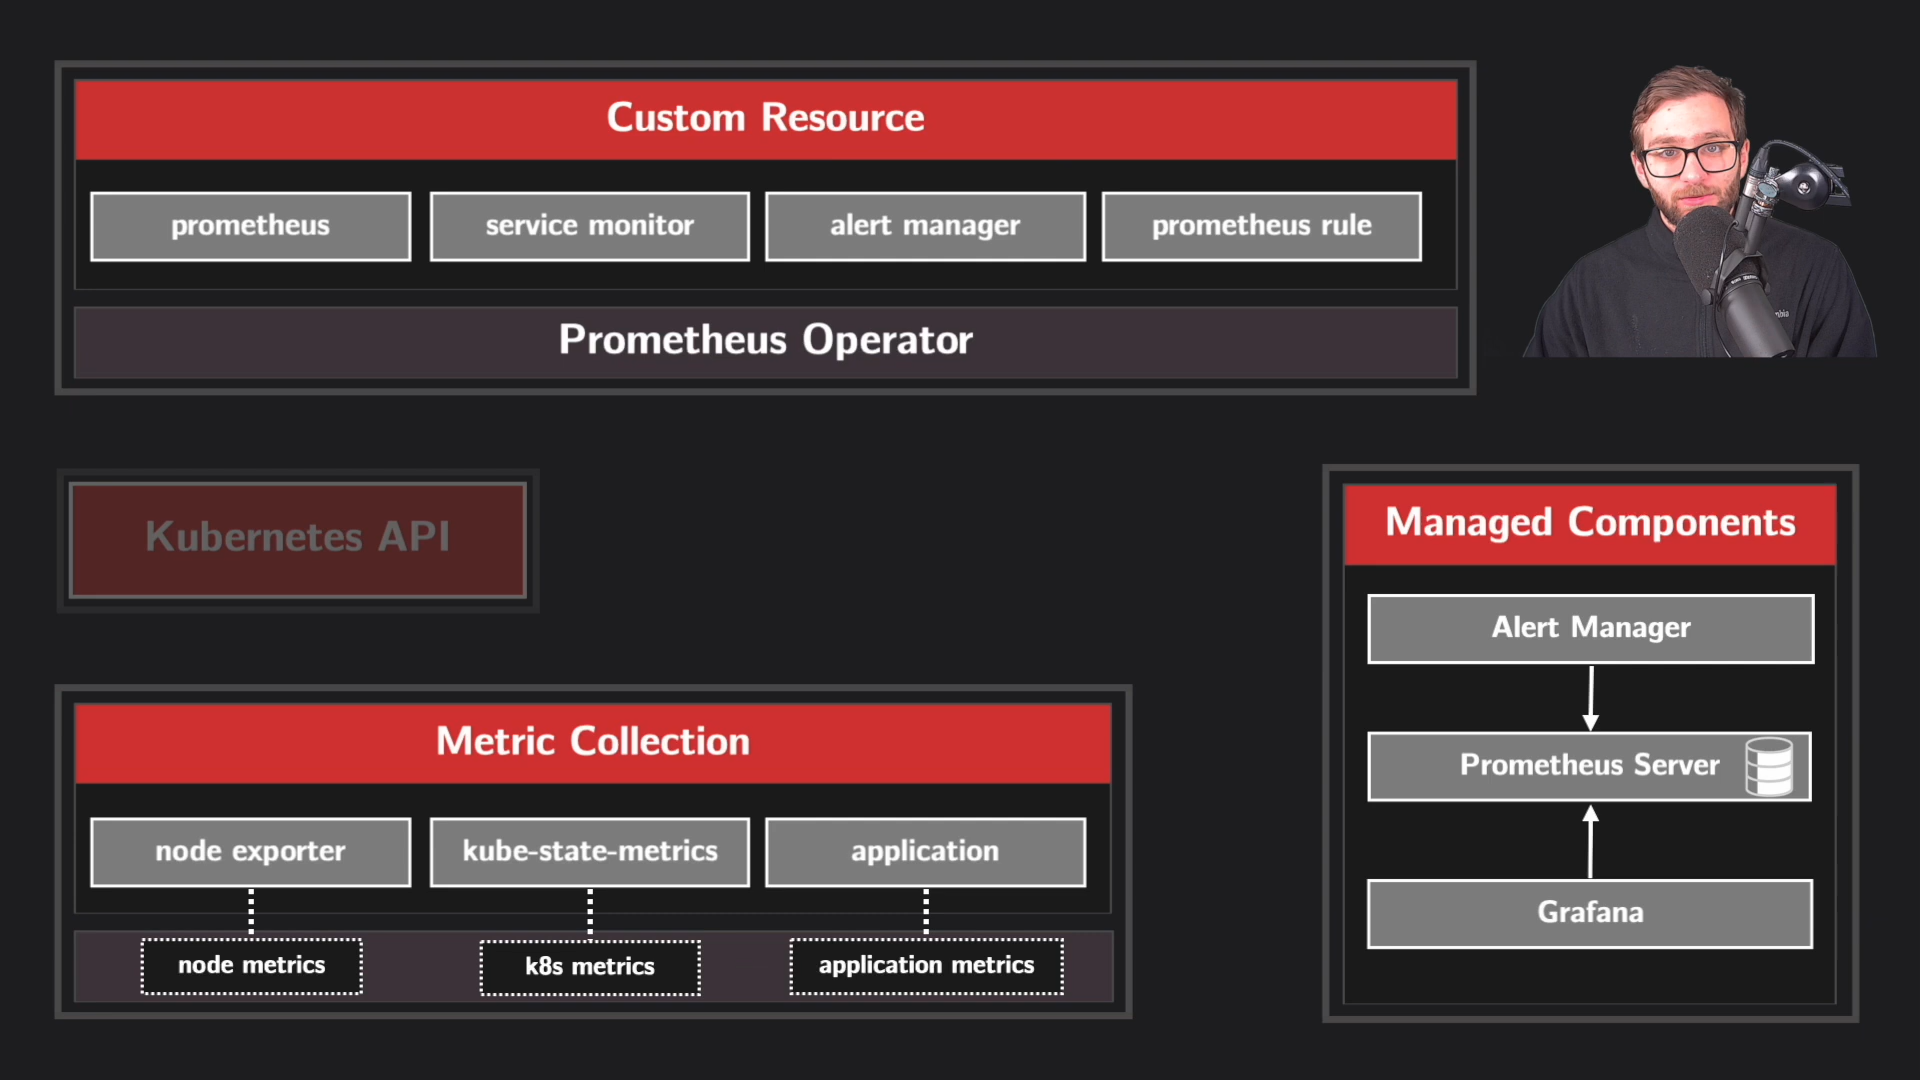 Custom Resource
prometheus
service monitor
alert manager
prometheus rule
Prometheus Operator
Kubernetes API
Managed Components
Alert Manager
Prometheus Server
Grafana
Metric Collection
node exporter
kube-state-metrics
application
node metrics
k8s metrics
application metrics